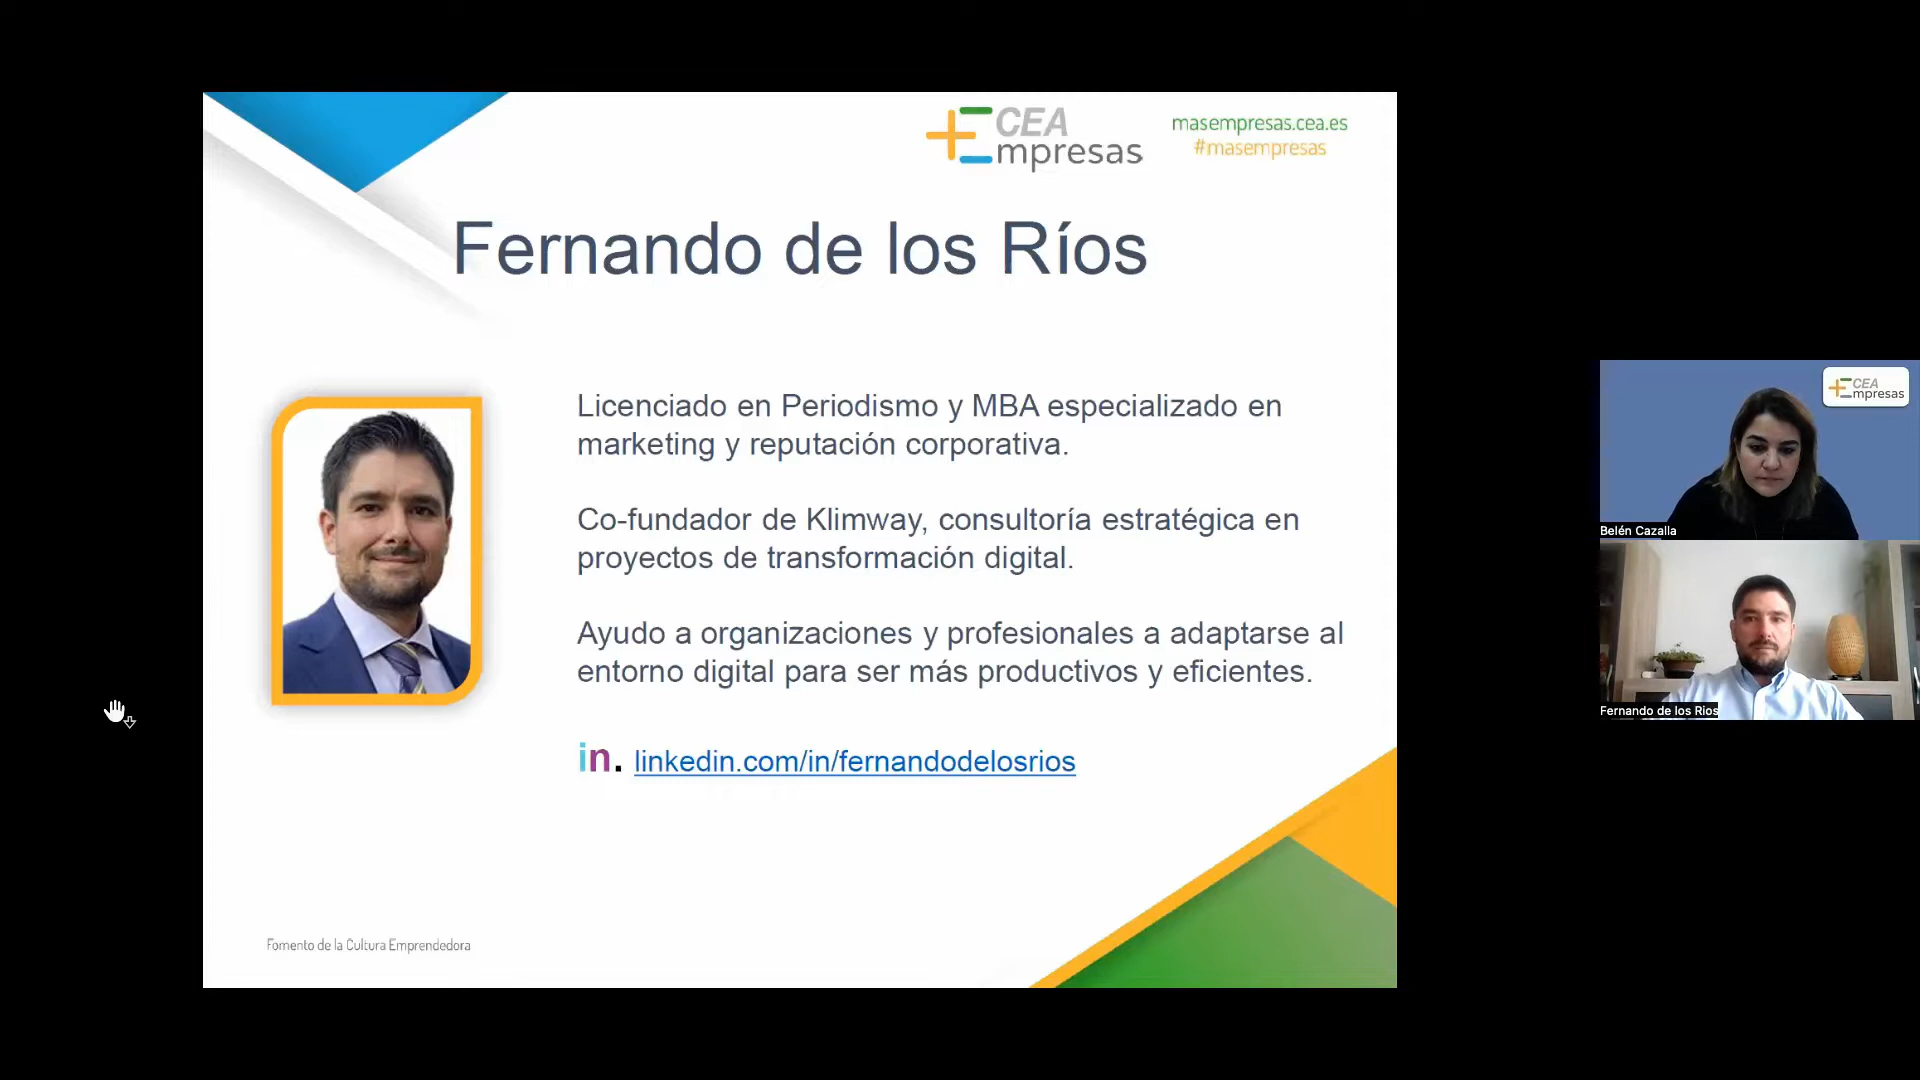 CEA
Empresas
masempresas.cea.es
#masempresas
Fernando de los Ríos
Licenciado en Periodismo y MBA especializado en
marketing y reputación corporativa.
Co-fundador de Klimway, consultoría estratégica en
proyectos de transformación digital.
Ayudo a organizaciones y profesionales a adaptarse al
entorno digital para ser más productivos y eficientes.
in. linkedin.com/in/fernandodelosrios
Fomento de la Cultura Emprendedora
CEA
Empresas
Belén Cazalla
Fernando de los Rios